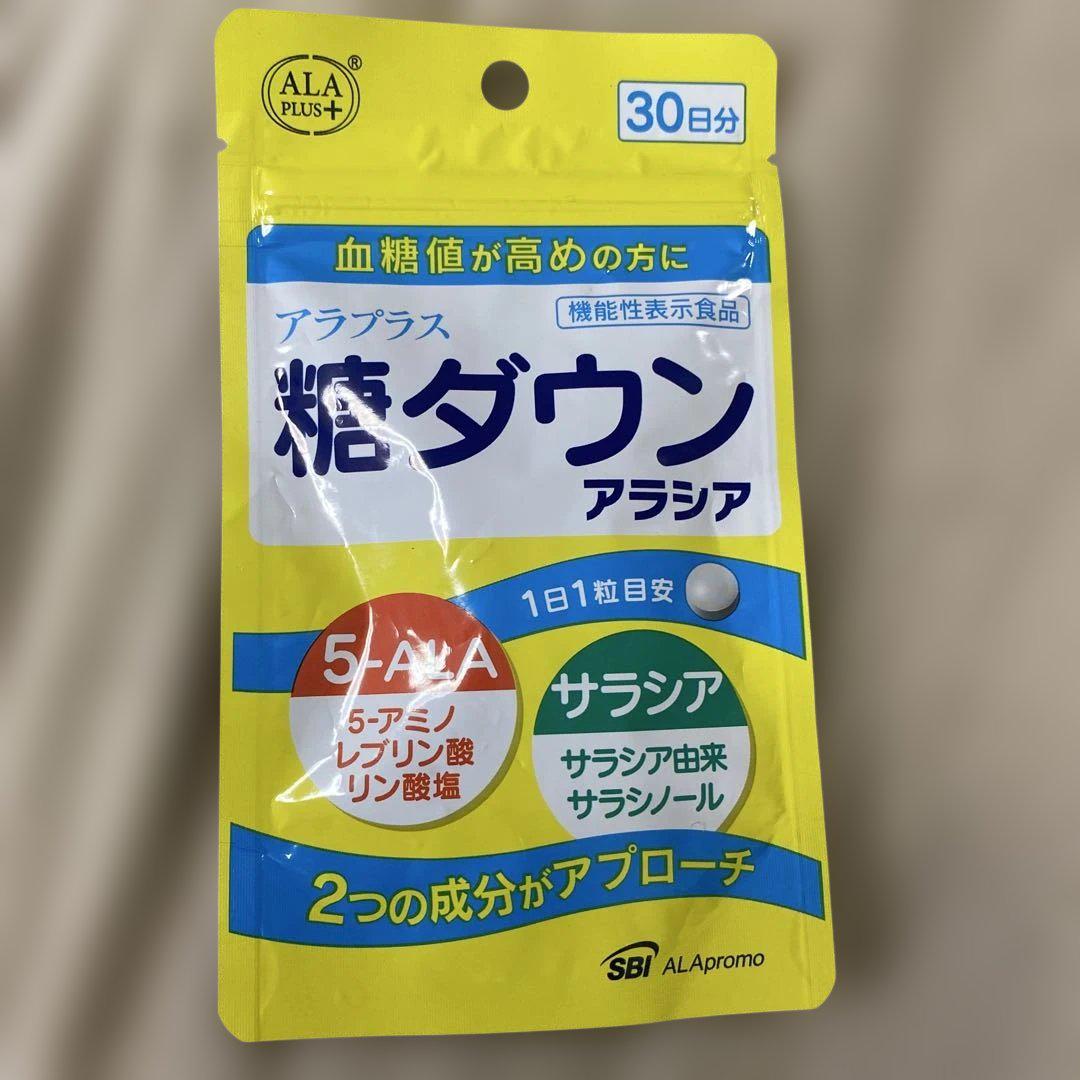 ALA
PLUS+
®
30日分
血糖値が高めの方に
アラプラス
機能性表示食品
糖ダウン
アラシア
1日1粒目安
5-ALA
5-アミノ
レブリン酸
リン酸塩
サラシア
サラシア由来
サラシノール
2つの成分がアプローチ
SBI ALApromo